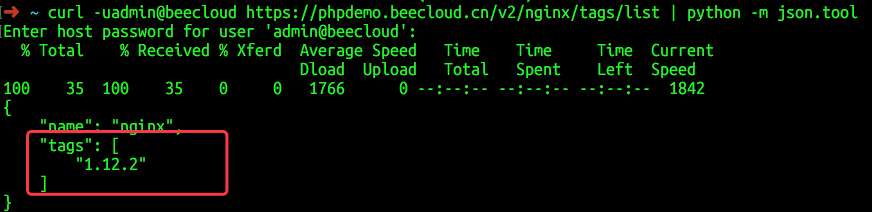 ➜ ~ curl -uadmin@beecloud https://phpdemo.beecloud.cn/v2/nginx/tags/list | python -m json.tool
Enter host password for user 'admin@beecloud':
  % Total    % Received % Xferd  Average Speed   Time    Time     Time  Current
                                 Dload  Upload   Total   Spent    Left  Speed
100    35  100    35    0     0   1766      0 --:--:-- --:--:-- --:--:--  1842
{
    "name": "nginx",
    "tags": [
        "1.12.2"
    ]
}